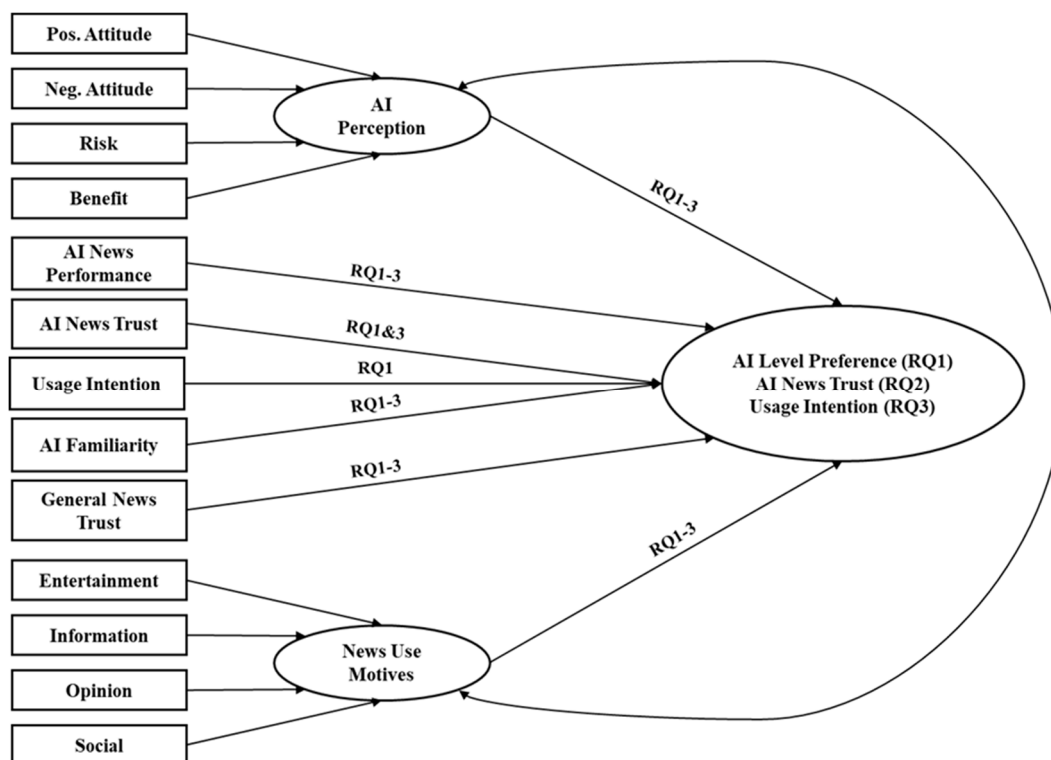 Pos. Attitude
Neg. Attitude
Risk
Benefit
AI
Perception
RQ1-3
AI News
Performance
RQ1-3
AI News Trust
RQ1&3
Usage Intention
RQ1
AI Familiarity
RQ1-3
General News
Trust
RQ1-3
AI Level Preference (RQ1)
AI News Trust (RQ2)
Usage Intention (RQ3)
RQ1-3
Entertainment
Information
Opinion
Social
News Use
Motives